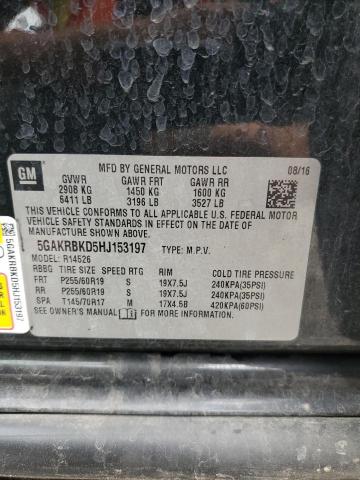 GM
MFD BY GENERAL MOTORS LLC 08/16
GVWR GAWR FRT GAWR RR
2908 KG 1450 KG 1600 KG
6411 LB 3196 LB 3527 LB
THIS VEHICLE CONFORMS TO ALL APPLICABLE U.S. FEDERAL MOTOR
VEHICLE SAFETY, BUMPER, AND THEFT PREVENTION STANDARDS
IN EFFECT ON THE DATE OF MANUFACTURE SHOWN ABOVE.
5GAKRBKD5HJ153197 TYPE: M.P.V.
MODEL: R14526
RBBG TIRE SIZE SPEED RTG RIM COLD TIRE PRESSURE
FRT P255/60R19 S 19X7.5J 240KPA(35PSI)
RR P255/60R19 S 19X7.5J 240KPA(35PSI)
SPA T145/70R17 M 17X4.5B 420KPA(60PSI)
SEE OWNER'S MANUAL FOR MORE INFORMATION.
5GAKRBKD5HJ153197